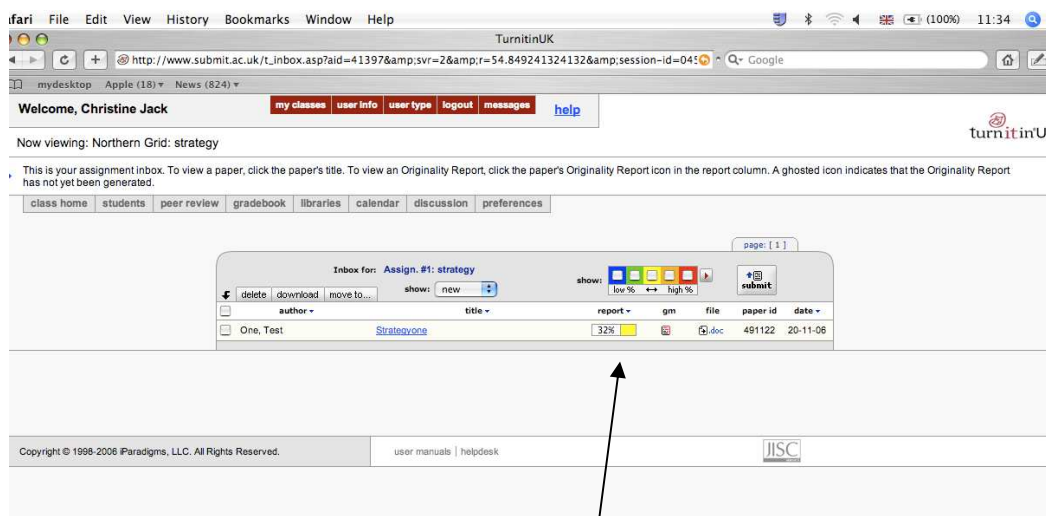 fari File Edit View History Bookmarks Window Help (100%) 11:34
TurnitinUK
http://www.submit.ac.uk/t_inbox.asp?aid=41397&amp;svr=2&amp;r=54.849241324132&amp;session-id=045 Google
mydesktop Apple (18) News (824)
Welcome, Christine Jack my classes user info user type logout messages help
turnitin'U
Now viewing: Northern Grid: strategy
This is your assignment inbox. To view a paper, click the paper's title. To view an Originality Report, click the paper's Originality Report icon in the report column. A ghosted icon indicates that the Originality Report
has not yet been generated.
class home students peer review gradebook libraries calendar discussion preferences
page: [ 1 ]
Inbox for: Assign. #1: strategy
show: new show: low % ↔ high % submit
delete download move to...
author title report gm file paper id date
One, Test Strategyone 32% .doc 491122 20-11-06
Copyright © 1998-2006 iParadigms, LLC. All Rights Reserved. user manuals | helpdesk JISC